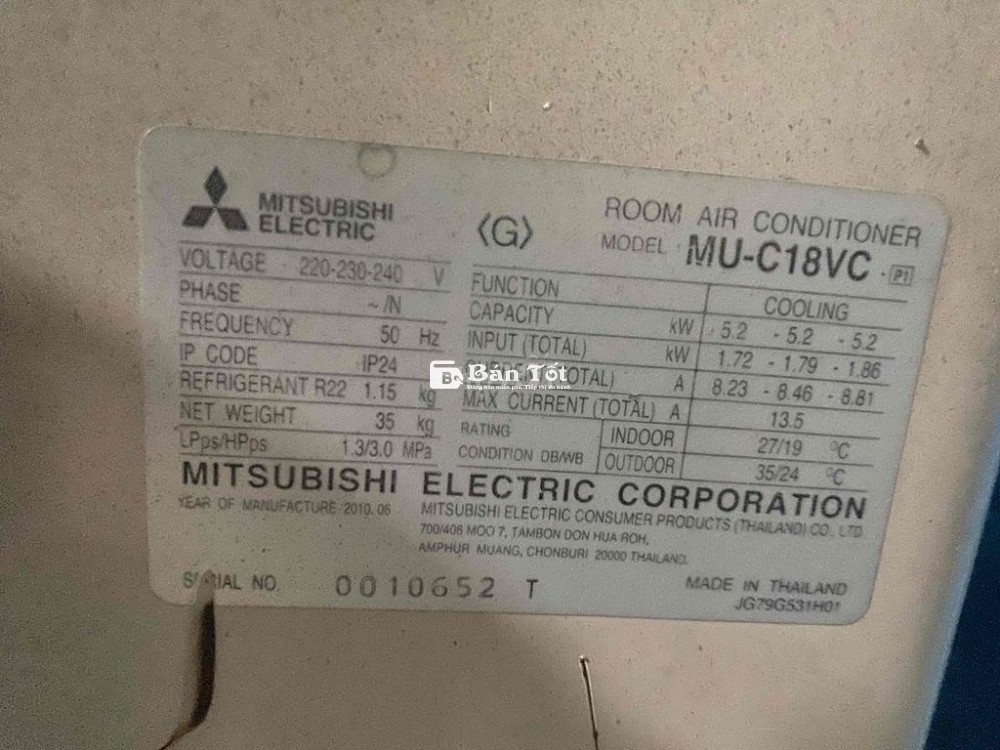 MITSUBISHI
ELECTRIC
⟨G⟩
ROOM AIR CONDITIONER
MODEL MU-C18VC - P1
VOLTAGE 220-230-240 V
PHASE ~/N
FREQUENCY 50 Hz
IP CODE IP24
REFRIGERANT R22 1.15 kg
NET WEIGHT 35 kg
LPps/HPps 1.3/3.0 MPa
FUNCTION COOLING
CAPACITY kW 5.2 - 5.2 - 5.2
INPUT (TOTAL) kW 1.72 - 1.79 - 1.86
(TOTAL) A 8.23 - 8.46 - 8.81
MAX CURRENT (TOTAL) A 13.5
RATING
CONDITION DB/WB
INDOOR 27/19 °C
OUTDOOR 35/24 °C
Bán Tốt
MITSUBISHI ELECTRIC CORPORATION
YEAR OF MANUFACTURE 2010.06
MITSUBISHI ELECTRIC CONSUMER PRODUCTS (THAILAND) CO., LTD
700/406 MOO 7, TAMBON DON HUA ROH,
AMPHUR MUANG, CHONBURI 20000 THAILAND.
NO. 0010652 T
MADE IN THAILAND
JG79G531H01